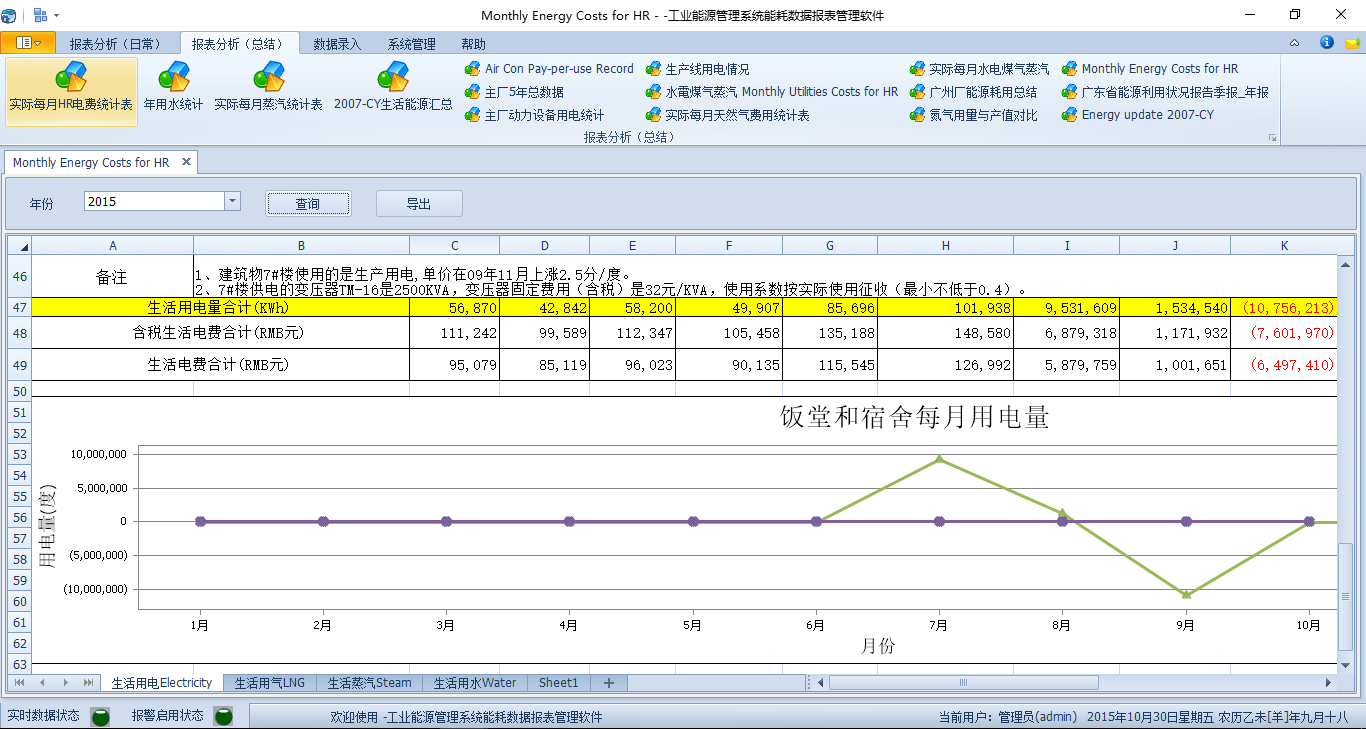 Monthly Energy Costs for HR - -工业能源管理系统能耗数据报表管理软件
报表分析（日常） 报表分析（总结） 数据录入 系统管理 帮助
实际每月HR电费统计表 年用水统计 实际每月蒸汽统计表 2007-CY生活能源汇总
Air Con Pay-per-use Record 生产线用电情况 实际每月水电煤气蒸汽 Monthly Energy Costs for HR
主厂5年总数据 水電煤气蒸汽 Monthly Utilities Costs for HR 广州厂能源耗用总结 广东省能源利用状况报告季报_年报
主厂动力设备用电统计 实际每月天然气费用统计表 氮气用量与产值对比 Energy update 2007-CY
报表分析（总结）
Monthly Energy Costs for HR
年份 2015 查询 导出
A B C D E F G H I J K
46 备注 1、建筑物7#楼使用的是生产用电,单价在09年11月上涨2.5分/度。
2、7#楼供电的变压器TM-16是2500KVA，变压器固定费用（含税）是32元/KVA，使用系数按实际使用征收（最小不低于0.4）。
47 生活用电量合计(KWh) 56,870 42,842 58,200 49,907 85,696 101,938 9,531,609 1,534,540 (10,756,213)
48 含税生活电费合计(RMB元) 111,242 99,589 112,347 105,458 135,188 148,580 6,879,318 1,171,932 (7,601,970)
49 生活电费合计(RMB元) 95,079 85,119 96,023 90,135 115,545 126,992 5,879,759 1,001,651 (6,497,410)
50
51
52
53
54
55
56
57
58
59
60
61
62
63
饭堂和宿舍每月用电量
用电量(度)
10,000,000
5,000,000
0
(5,000,000)
(10,000,000)
1月 2月 3月 4月 5月 6月 7月 8月 9月 10月
月份
生活用电Electricity 生活用气LNG 生活蒸汽Steam 生活用水Water Sheet1
实时数据状态 报警启用状态 欢迎使用 -工业能源管理系统能耗数据报表管理软件 当前用户：管理员(admin) 2015年10月30日星期五 农历乙未[羊]年九月十八